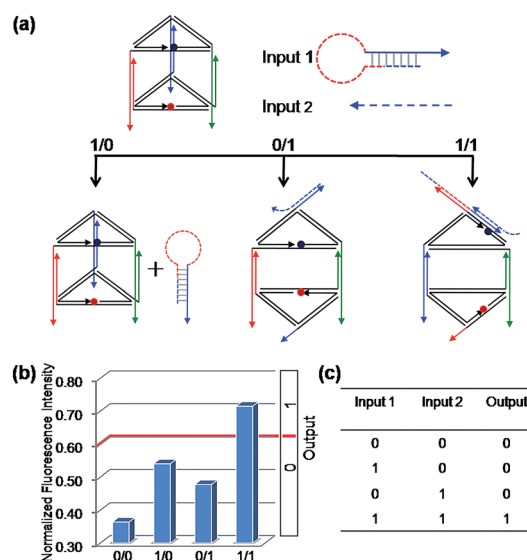 (a)
Input 1
Input 2
1/0 0/1 1/1
+
(b)
Normalized Fluorescence Intensity
0.80
0.70
0.60
0.50
0.40
0.30
0/0 1/0 0/1 1/1
1
0
Output
(c)
Input 1 Input 2 Output
0 0 0
1 0 0
0 1 0
1 1 1